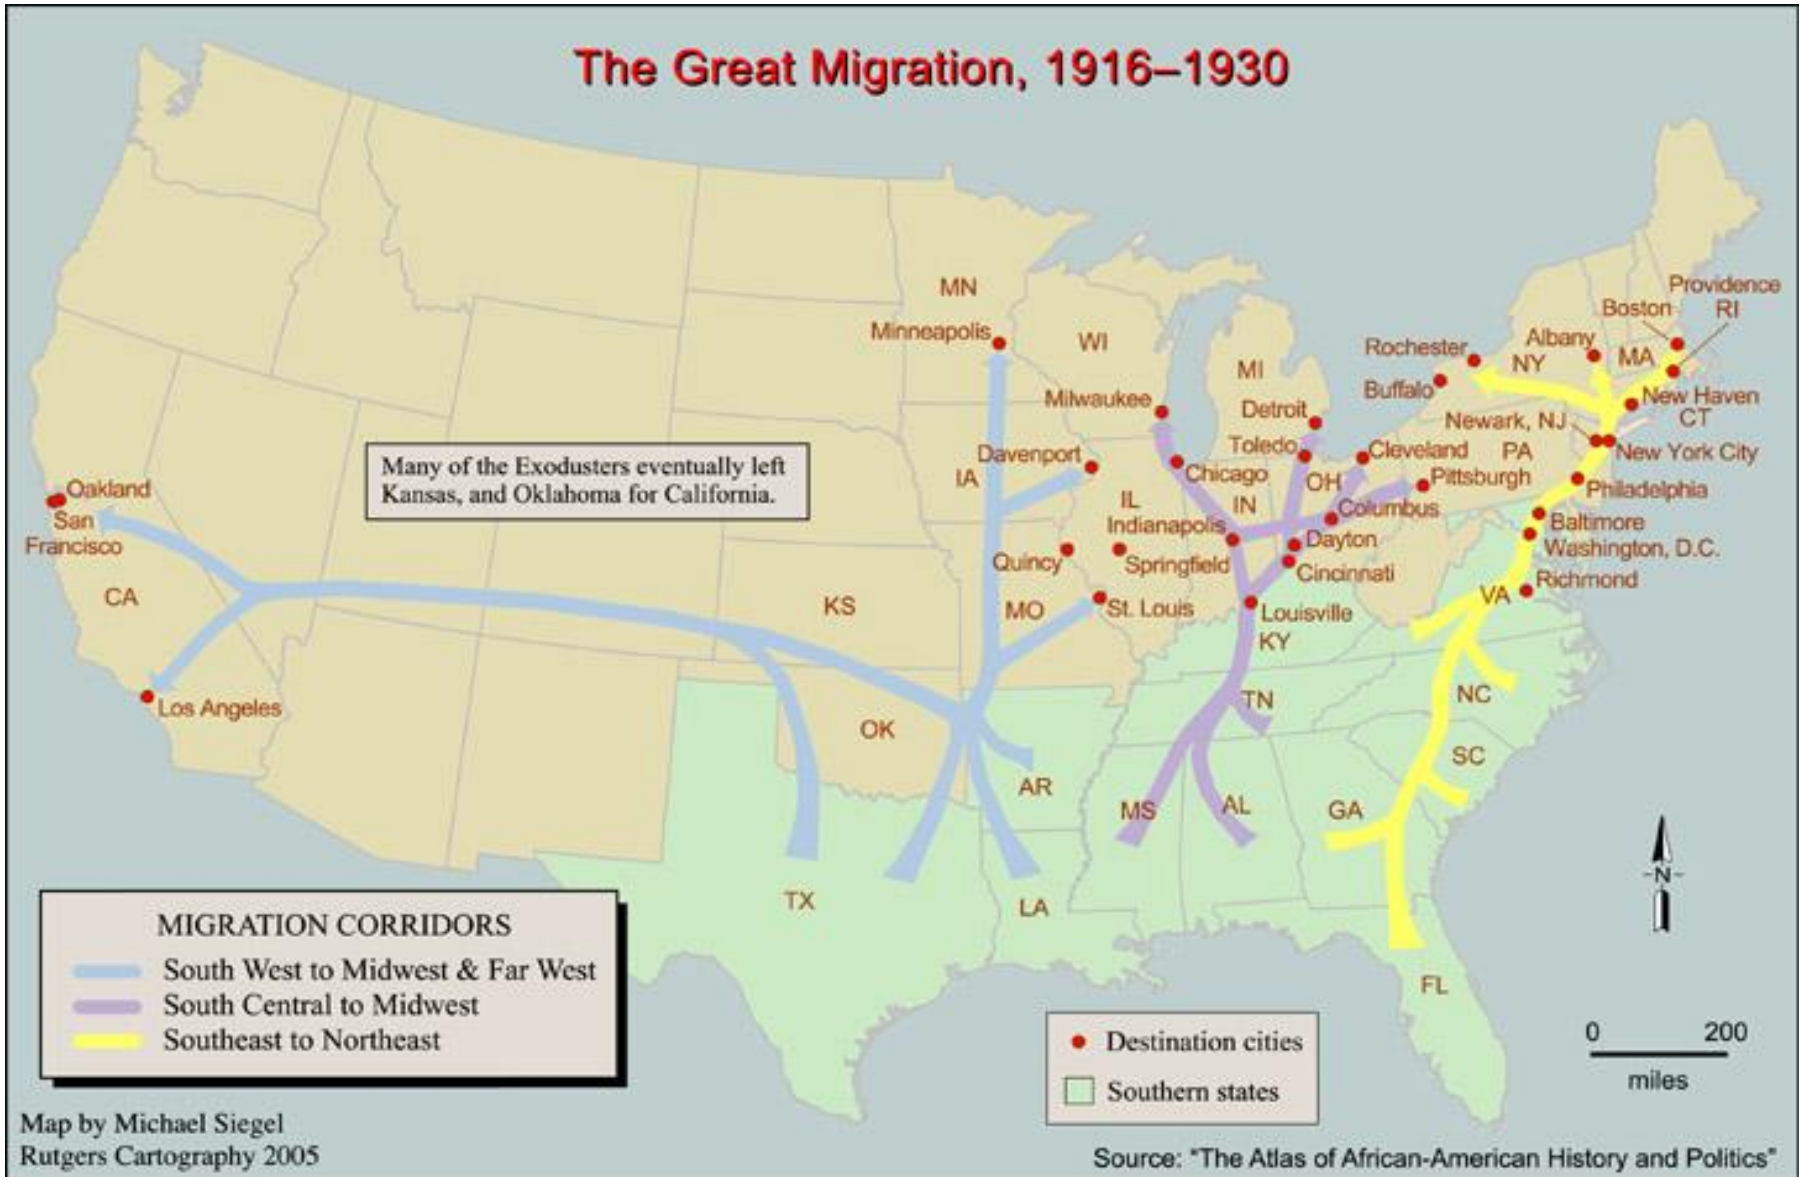 The Great Migration, 1916–1930
MN
Minneapolis
WI
MI
Milwaukee
Detroit
Toledo
Chicago
Davenport
IA
IL
IN
OH
Cleveland
Pittsburgh
Columbus
Indianapolis
Dayton
Cincinnati
Quincy
Springfield
MO
St. Louis
Louisville
KY
Providence
RI
Boston
Albany
MA
NY
Rochester
Buffalo
New Haven
CT
Newark, NJ
PA
New York City
Philadelphia
Baltimore
Washington, D.C.
Richmond
VA
Many of the Exodusters eventually left
Kansas, and Oklahoma for California.
Oakland
San
Francisco
CA
Los Angeles
KS
OK
TN
NC
SC
AR
MS
AL
GA
TX
LA
FL
N
MIGRATION CORRIDORS
South West to Midwest & Far West
South Central to Midwest
Southeast to Northeast
Destination cities
Southern states
0 200
miles
Map by Michael Siegel
Rutgers Cartography 2005
Source: "The Atlas of African-American History and Politics"